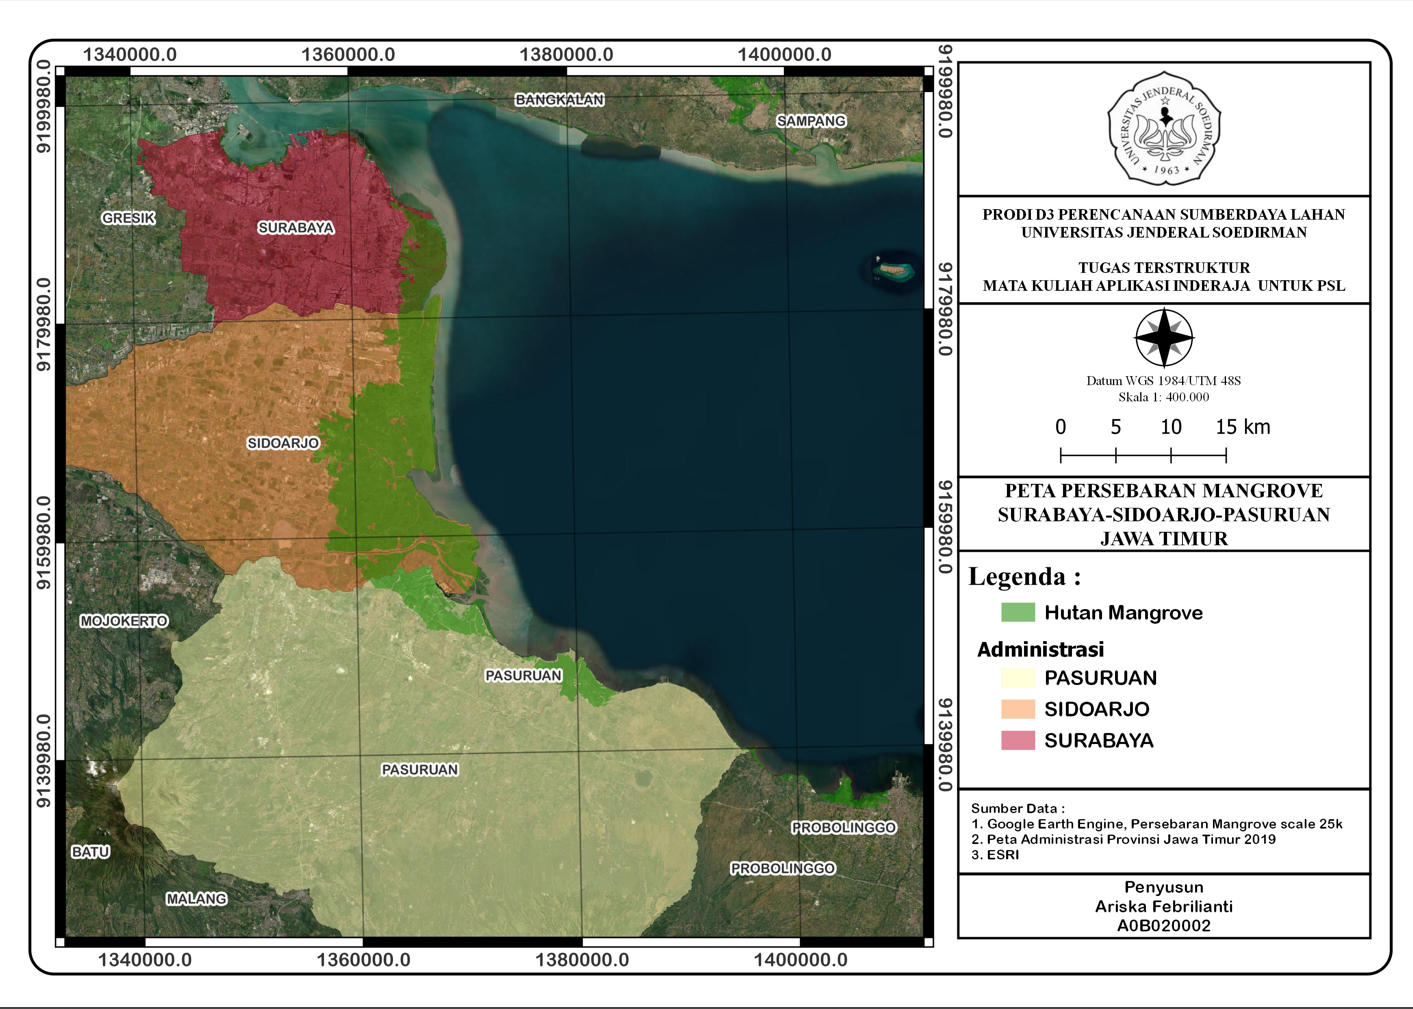 1340000.0
1360000.0
1380000.0
1400000.0
9199980.0
9179980.0
9159980.0
9139980.0
BANGKALAN
SAMPANG
GRESIK
SURABAYA
SIDOARJO
MOJOKERTO
PASURUAN
PASURUAN
BATU
MALANG
PROBOLINGGO
PROBOLINGGO
9199980.0
9179980.0
9159980.0
9139980.0
1340000.0
1360000.0
1380000.0
1400000.0
UNIVERSITAS JENDERAL SOEDIRMAN
1963
PRODI D3 PERENCANAAN SUMBERDAYA LAHAN
UNIVERSITAS JENDERAL SOEDIRMAN
TUGAS TERSTRUKTUR
MATA KULIAH APLIKASI INDERAJA UNTUK PSL
Datum WGS 1984/UTM 48S
Skala 1: 400.000
0 5 10 15 km
PETA PERSEBARAN MANGROVE
SURABAYA-SIDOARJO-PASURUAN
JAWA TIMUR
Legenda :
Hutan Mangrove
Administrasi
PASURUAN
SIDOARJO
SURABAYA
Sumber Data :
1. Google Earth Engine, Persebaran Mangrove scale 25k
2. Peta Administrasi Provinsi Jawa Timur 2019
3. ESRI
Penyusun
Ariska Febrilianti
A0B020002